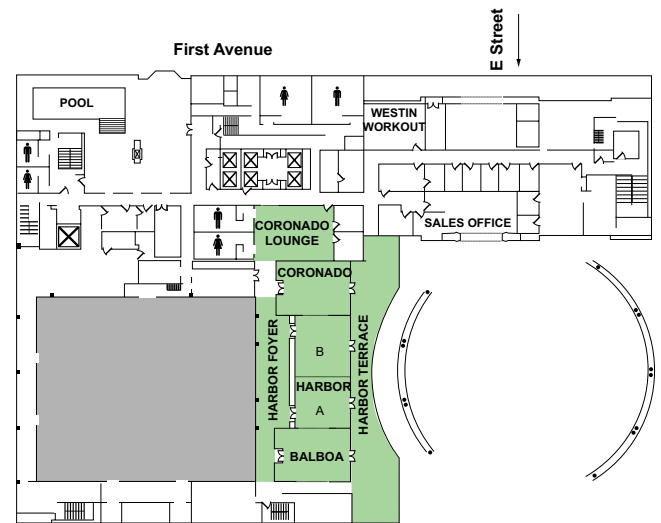 First Avenue
E Street
POOL
WESTIN
WORKOUT
CORONADO
LOUNGE
SALES OFFICE
CORONADO
HARBOR FOYER
B
HARBOR
A
HARBOR TERRACE
BALBOA